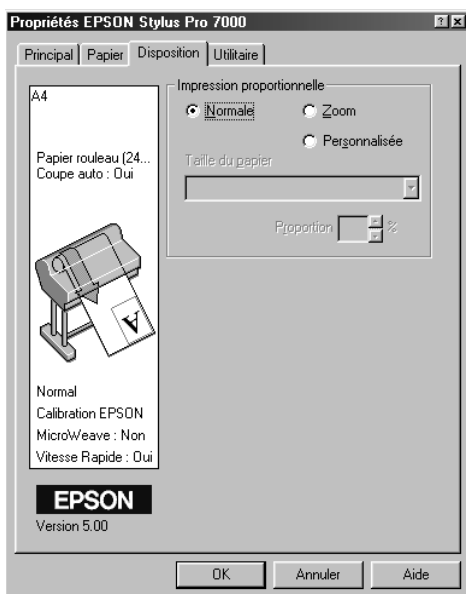 Propriétés EPSON Stylus Pro 7000
Principal
Papier
Disposition
Utilitaire
A4
Papier rouleau (24...
Coupe auto : Oui
A
Normal
Calibration EPSON
MicroWeave : Non
Vitesse Rapide : Oui
EPSON
Version 5.00
Impression proportionnelle
Normale
Zoom
Personnalisée
Taille du papier
Proportion
%
OK
Annuler
Aide